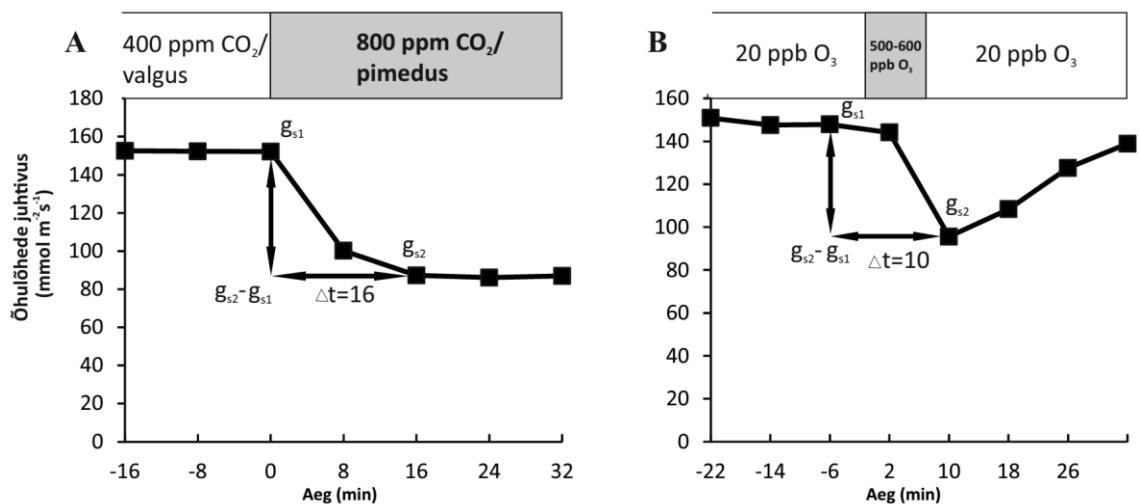 A
400 ppm CO₂/
valgus
800 ppm CO₂/
pimedus
Õhulõhede juhtivus
(mmol m⁻²s⁻¹)
180
160
140
120
100
80
60
40
20
0
gₛ₁
gₛ₂
gₛ₂-gₛ₁
△t=16
-16
-8
0
8
16
24
32
Aeg (min)
B
20 ppb O₃
500-600
ppb O₃
20 ppb O₃
160
140
120
100
80
60
40
20
0
gₛ₁
gₛ₂
gₛ₂-gₛ₁
△t=10
-22
-14
-6
2
10
18
26
Aeg (min)